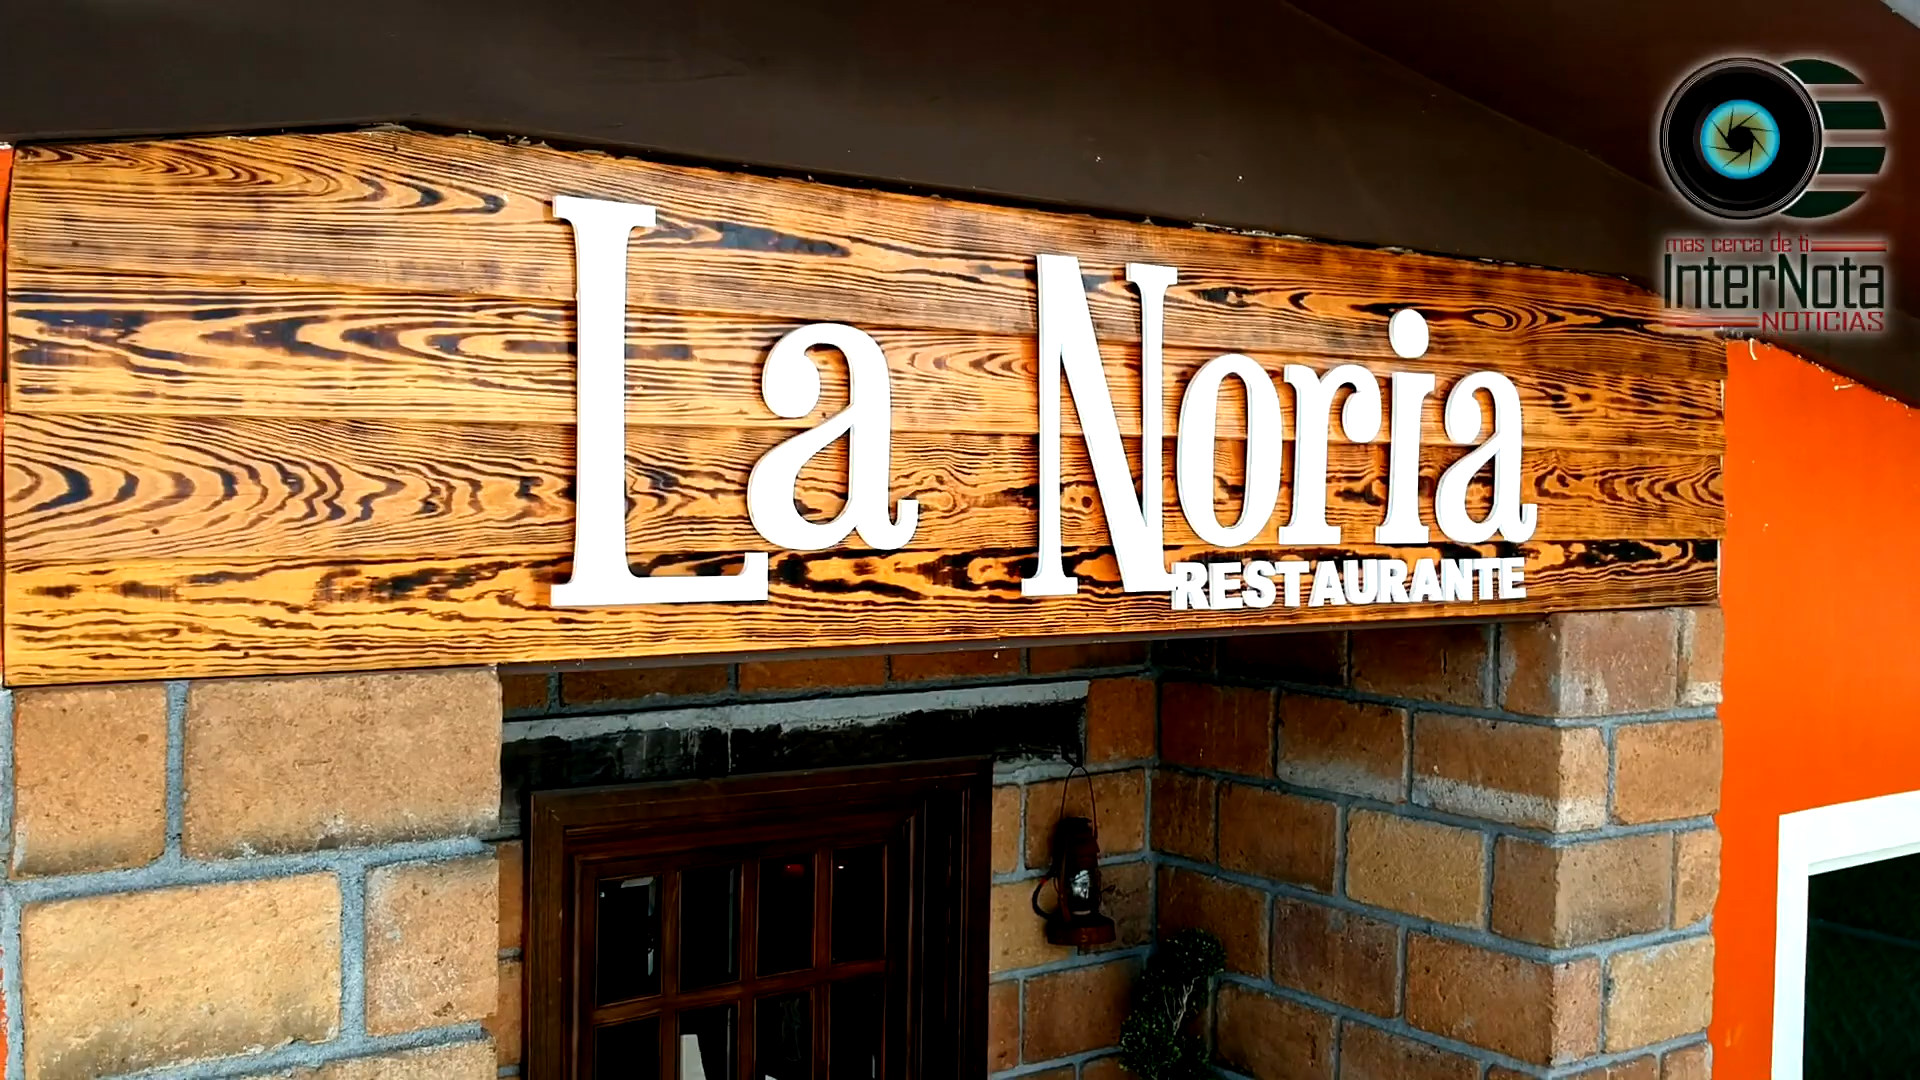 La Noria
RESTAURANTE
mas cerca de ti
InterNota
NOTICIAS